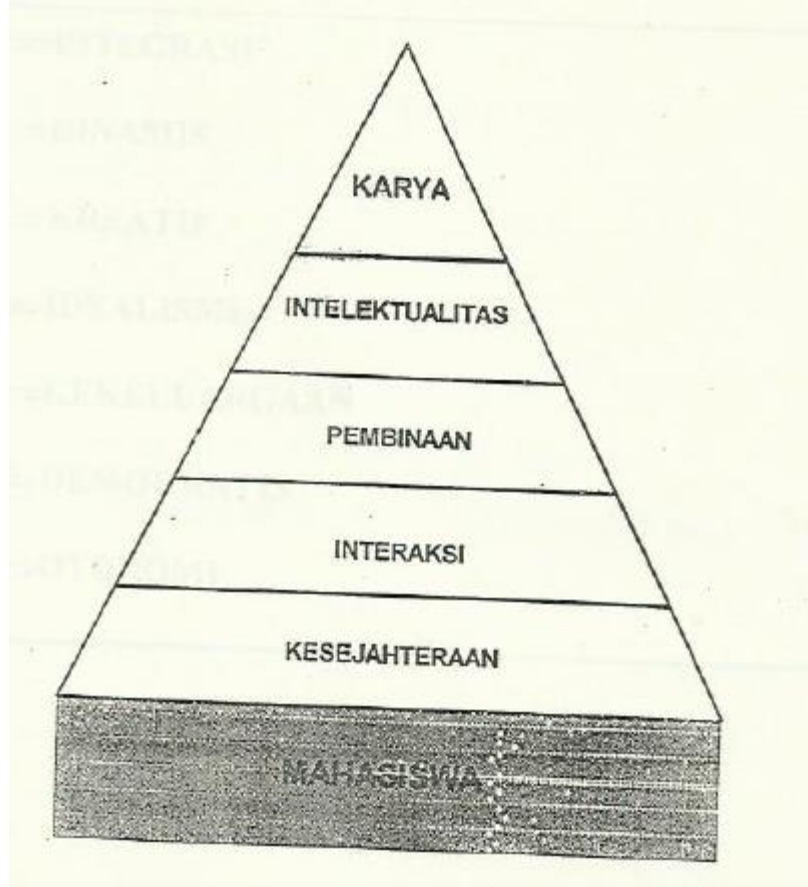 KARYA
INTELEKTUALITAS
PEMBINAAN
INTERAKSI
KESEJAHTERAAN
MAHASISWA